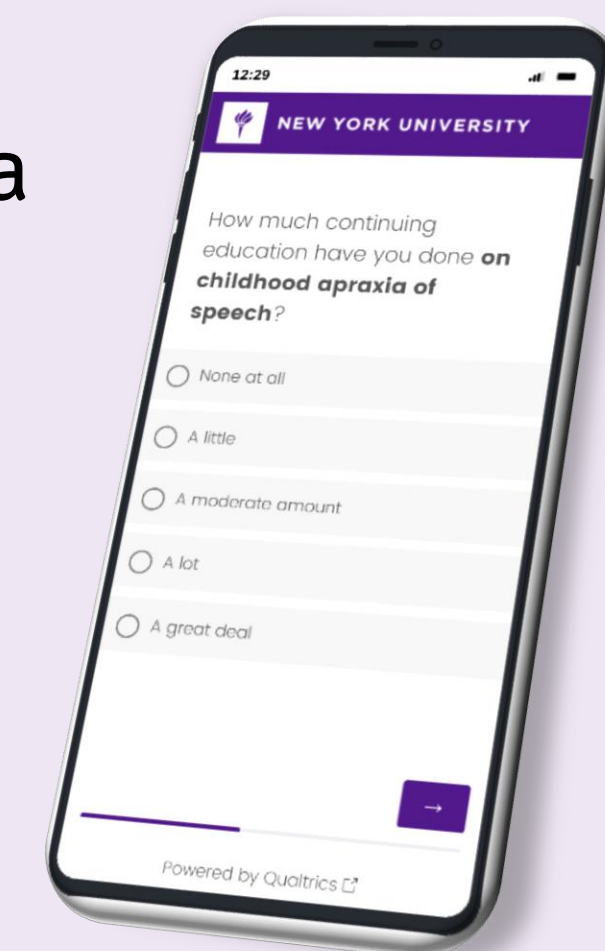 a
12:29
NEW YORK UNIVERSITY
How much continuing
education have you done on
childhood apraxia of
speech?
None at all
A little
A moderate amount
A lot
A great deal
→
Powered by Qualtrics